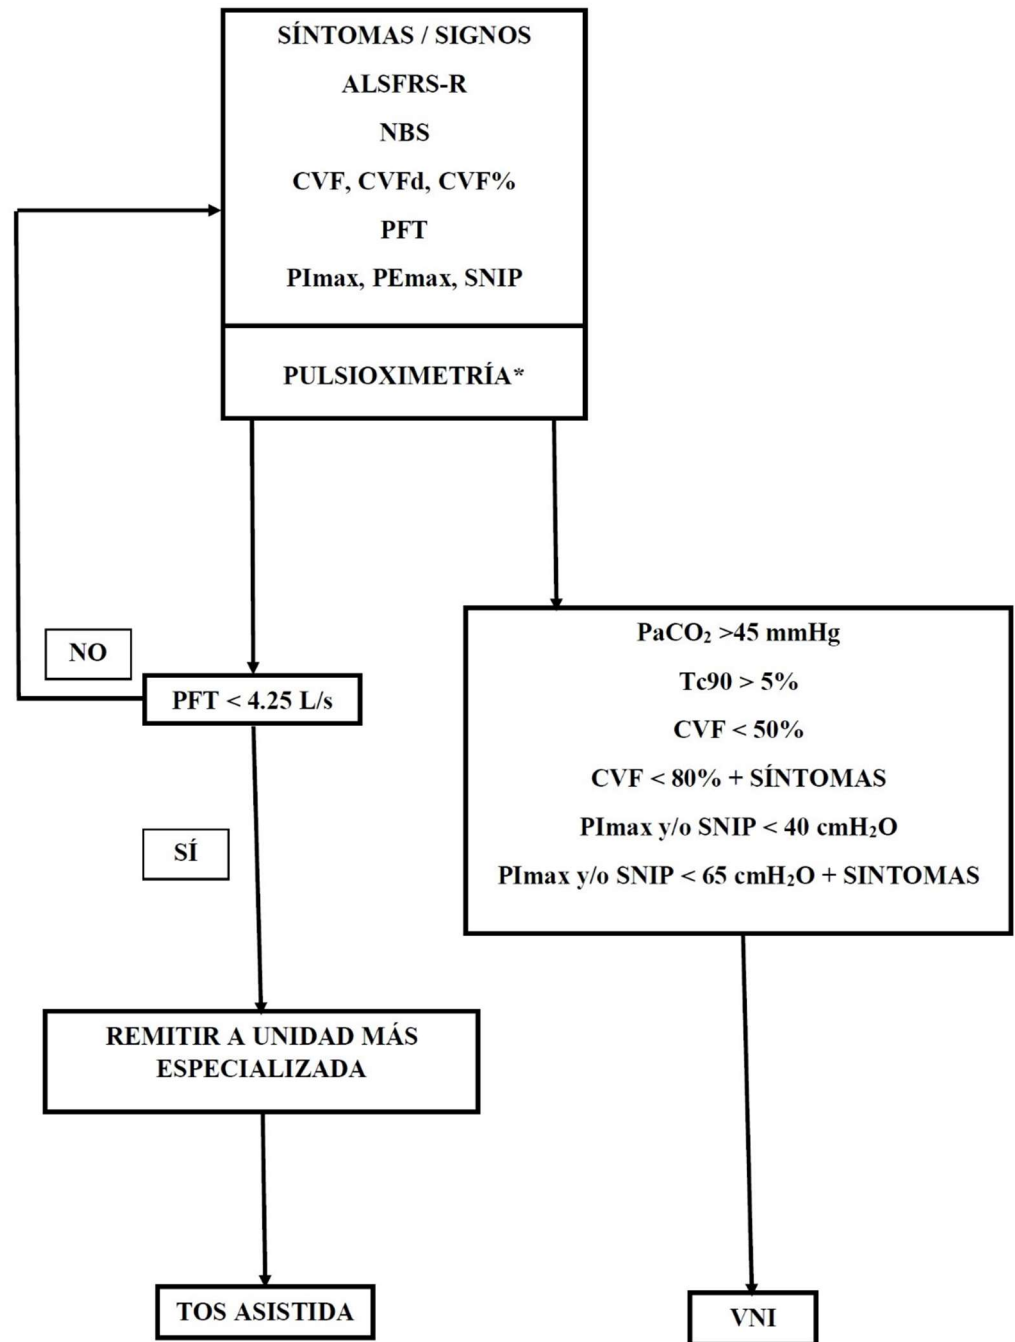 SÍNTOMAS / SIGNOS
ALSFRS-R
NBS
CVF, CVFd, CVF%
PFT
PImax, PEmax, SNIP
PULSIOXIMETRÍA*
NO
PFT < 4.25 L/s
SÍ
REMITIR A UNIDAD MÁS
ESPECIALIZADA
TOS ASISTIDA
PaCO₂ >45 mmHg
Tc90 > 5%
CVF < 50%
CVF < 80% + SÍNTOMAS
PImax y/o SNIP < 40 cmH₂O
PImax y/o SNIP < 65 cmH₂O + SINTOMAS
VNI